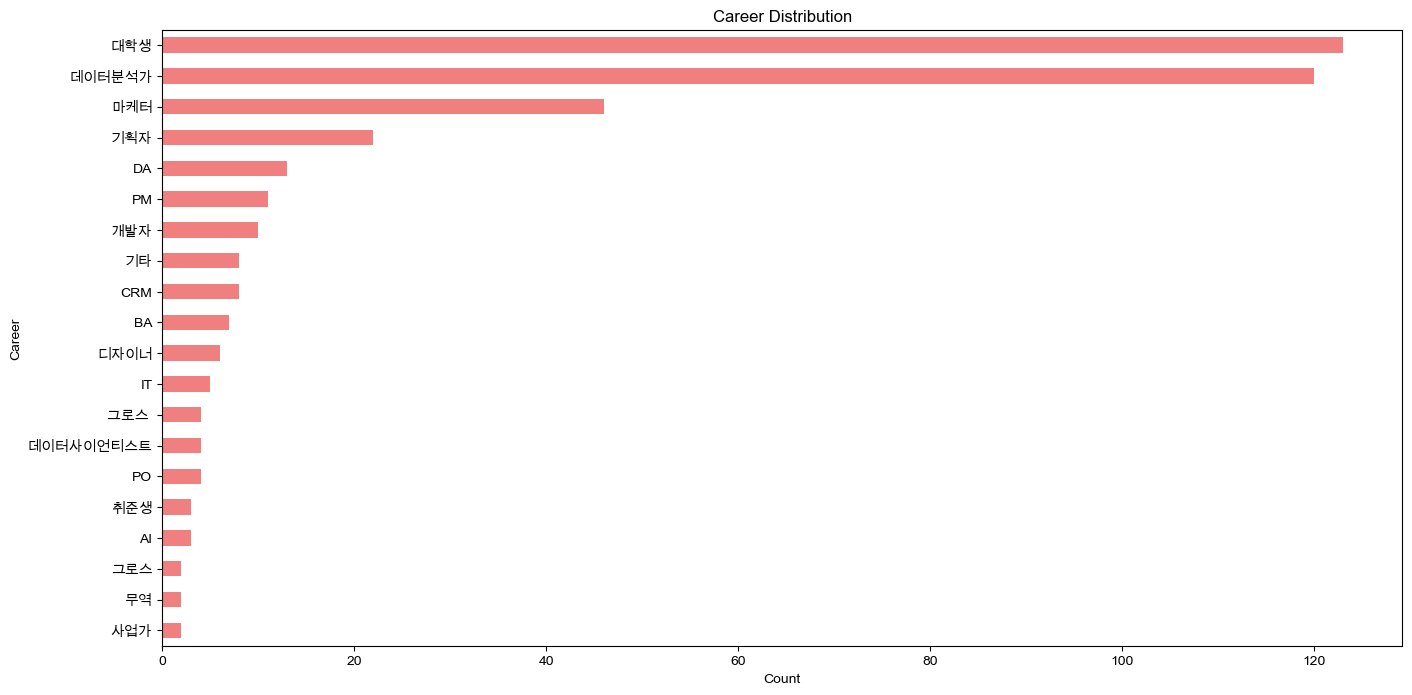 Career Distribution
대학생
데이터분석가
마케터
기획자
DA
PM
개발자
기타
CRM
BA
디자이너
IT
그로스
데이터사이언티스트
PO
취준생
AI
그로스
무역
사업가
Career
0 20 40 60 80 100 120
Count